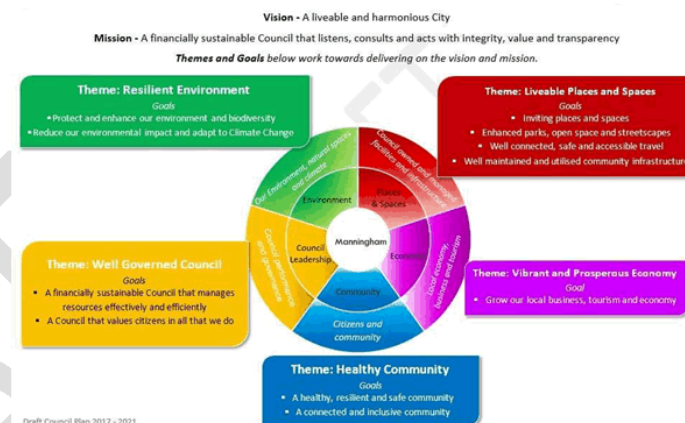 Vision - A liveable and harmonious City
Mission - A financially sustainable Council that listens, consults and acts with integrity, value and transparency
Themes and Goals below work towards delivering on the vision and mission.
Theme: Resilient Environment
Goals
•Protect and enhance our environment and biodiversity
•Reduce our environmental impact and adapt to Climate Change
Theme: Liveable Places and Spaces
Goals
• Inviting places and spaces
• Enhanced parks, open space and streetscapes
• Well connected, safe and accessible travel
• Well maintained and utilised community infrastructure
Our Environment, natural spaces
and climate
Environment
Council owned and managed
facilities and infrastructure
Places
& Spaces
Manningham
Council performance
and governance
Council
Leadership
Local economy,
business and tourism
Community
Citizens and
community
Theme: Well Governed Council
Goals
• A financially sustainable Council that manages
resources effectively and efficiently
• A Council that values citizens in all that we do
Theme: Vibrant and Prosperous Economy
Goal
• Grow our local business, tourism and economy
Theme: Healthy Community
Goals
• A healthy, resilient and safe community
• A connected and inclusive community
Draft Council Plan 2017 - 2021